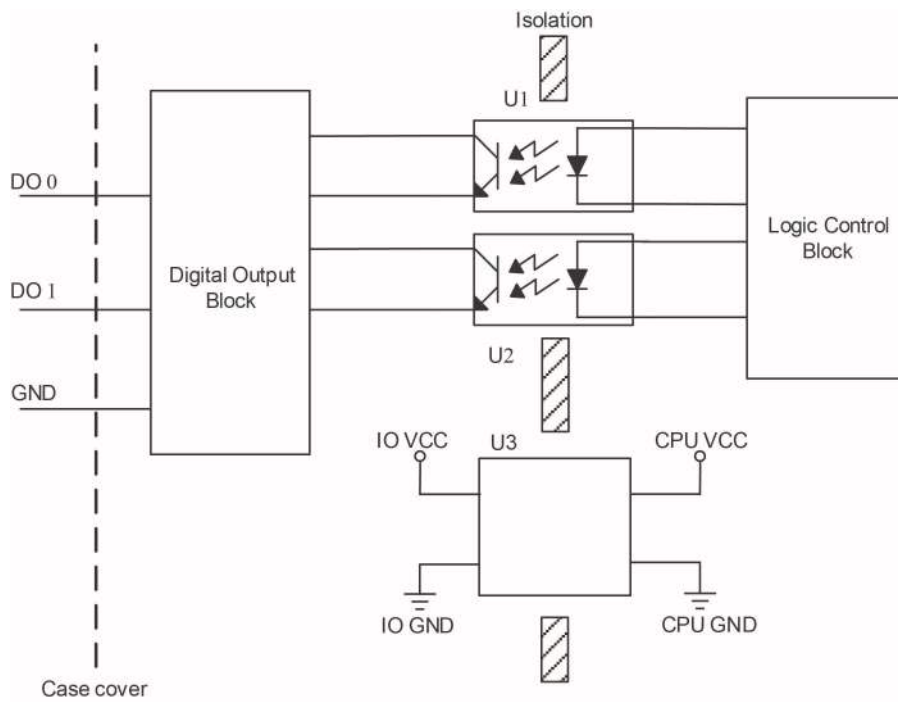 Isolation
U1
DO 0
Logic Control
Block
Digital Output
Block
DO 1
U2
GND
IO VCC
U3
CPU VCC
IO GND
CPU GND
Case cover